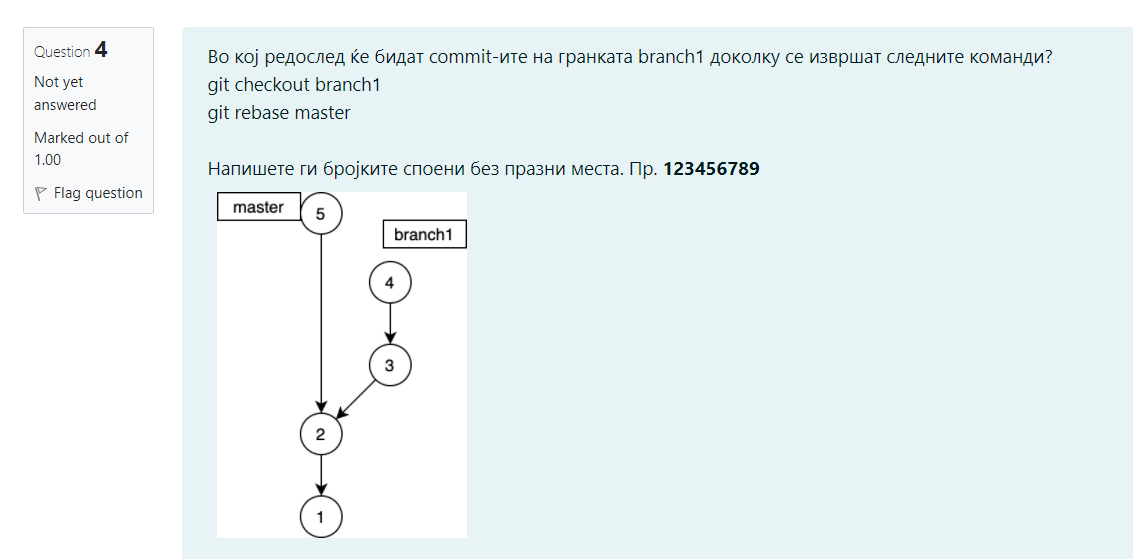 Question 4
Not yet
answered
Marked out of
1.00
Flag question
Во кој редослед ќе бидат commit-ите на гранката branch1 доколку се извршат следните команди?
git checkout branch1
git rebase master
Напишете ги бројките споени без празни места. Пр. 123456789
master
5
branch1
4
3
2
1